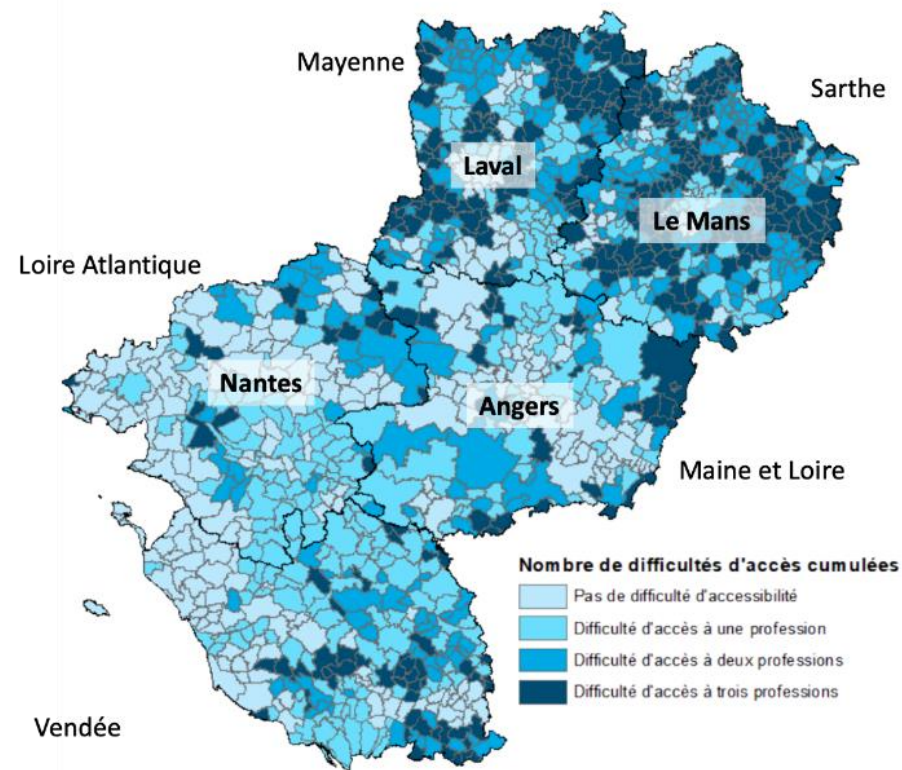 Mayenne
Sarthe
Laval
Le Mans
Loire Atlantique
Nantes
Angers
Maine et Loire
Vendée
Nombre de difficultés d'accès cumulées
Pas de difficulté d'accessibilité
Difficulté d'accès à une profession
Difficulté d'accès à deux professions
Difficulté d'accès à trois professions